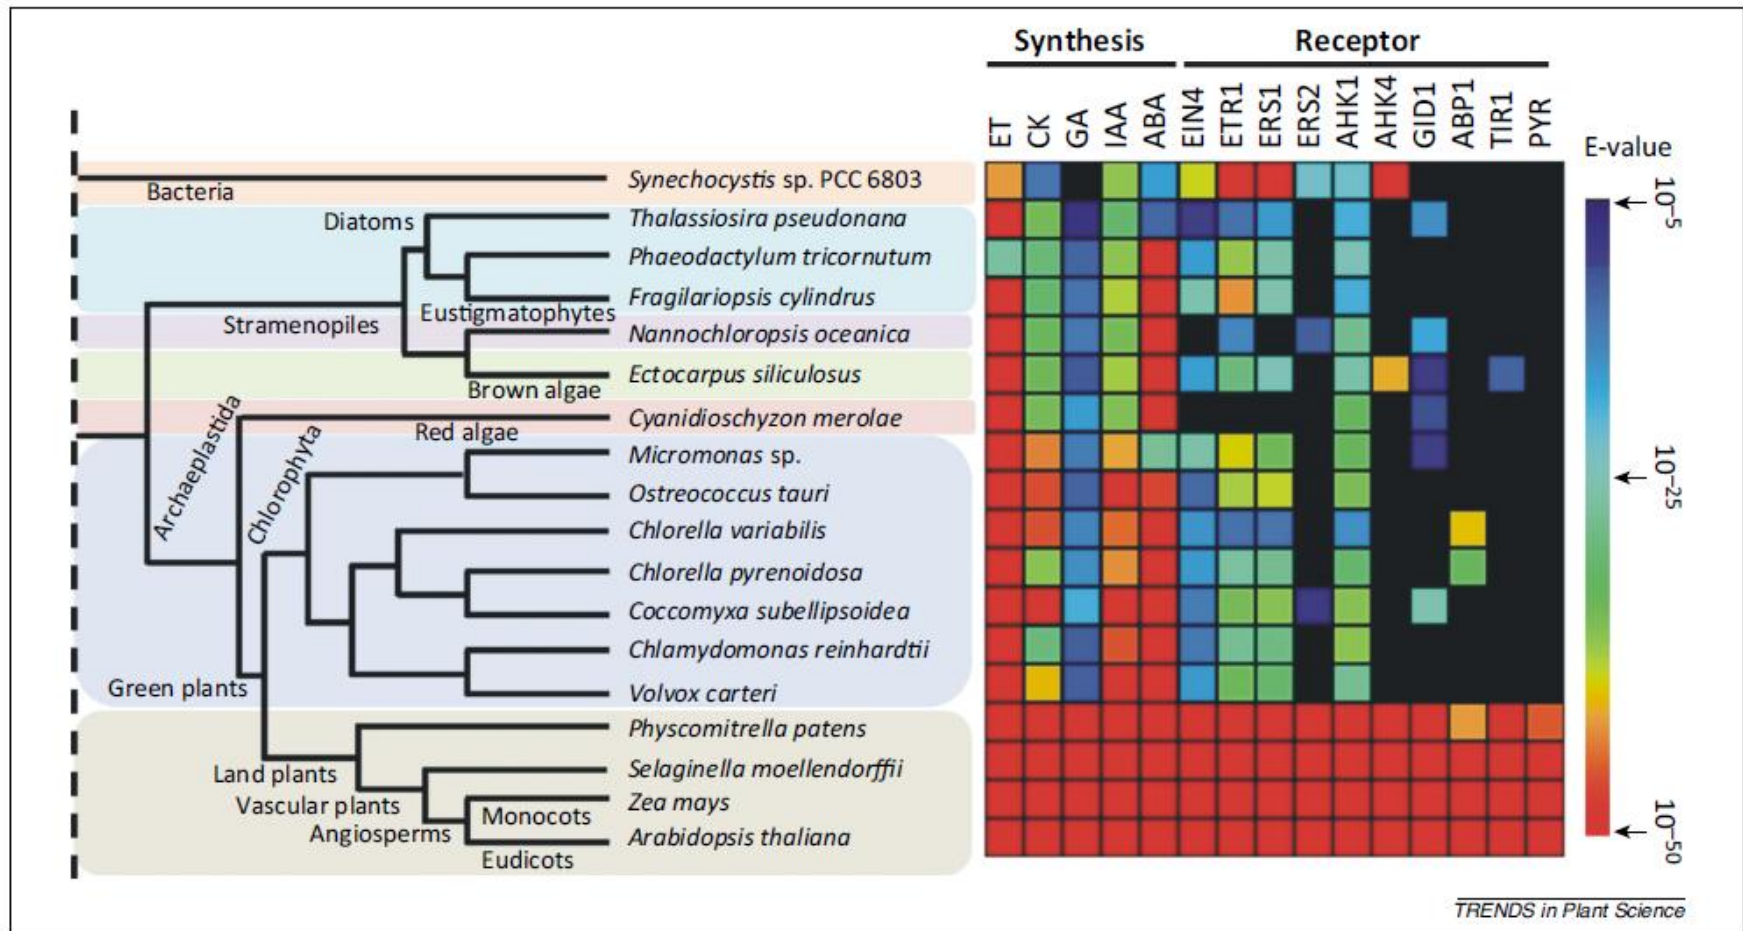 Synthesis Receptor
ET CK GA IAA ABA EIN4 ETR1 ERS1 ERS2 AHK1 AHK4 GID1 ABP1 TIR1 PYR
E-value
10–5
10–25
10–50
Bacteria
Synechocystis sp. PCC 6803
Diatoms
Thalassiosira pseudonana
Phaeodactylum tricornutum
Fragilariopsis cylindrus
Stramenopiles
Eustigmatophytes
Nannochloropsis oceanica
Ectocarpus siliculosus
Brown algae
Archaeplastida
Cyanidioschyzon merolae
Red algae
Chlorophyta
Micromonas sp.
Ostreococcus tauri
Chlorella variabilis
Chlorella pyrenoidosa
Coccomyxa subellipsoidea
Chlamydomonas reinhardtii
Green plants
Volvox carteri
Physcomitrella patens
Land plants
Selaginella moellendorffii
Vascular plants
Zea mays
Monocots
Angiosperms
Arabidopsis thaliana
Eudicots
TRENDS in Plant Science